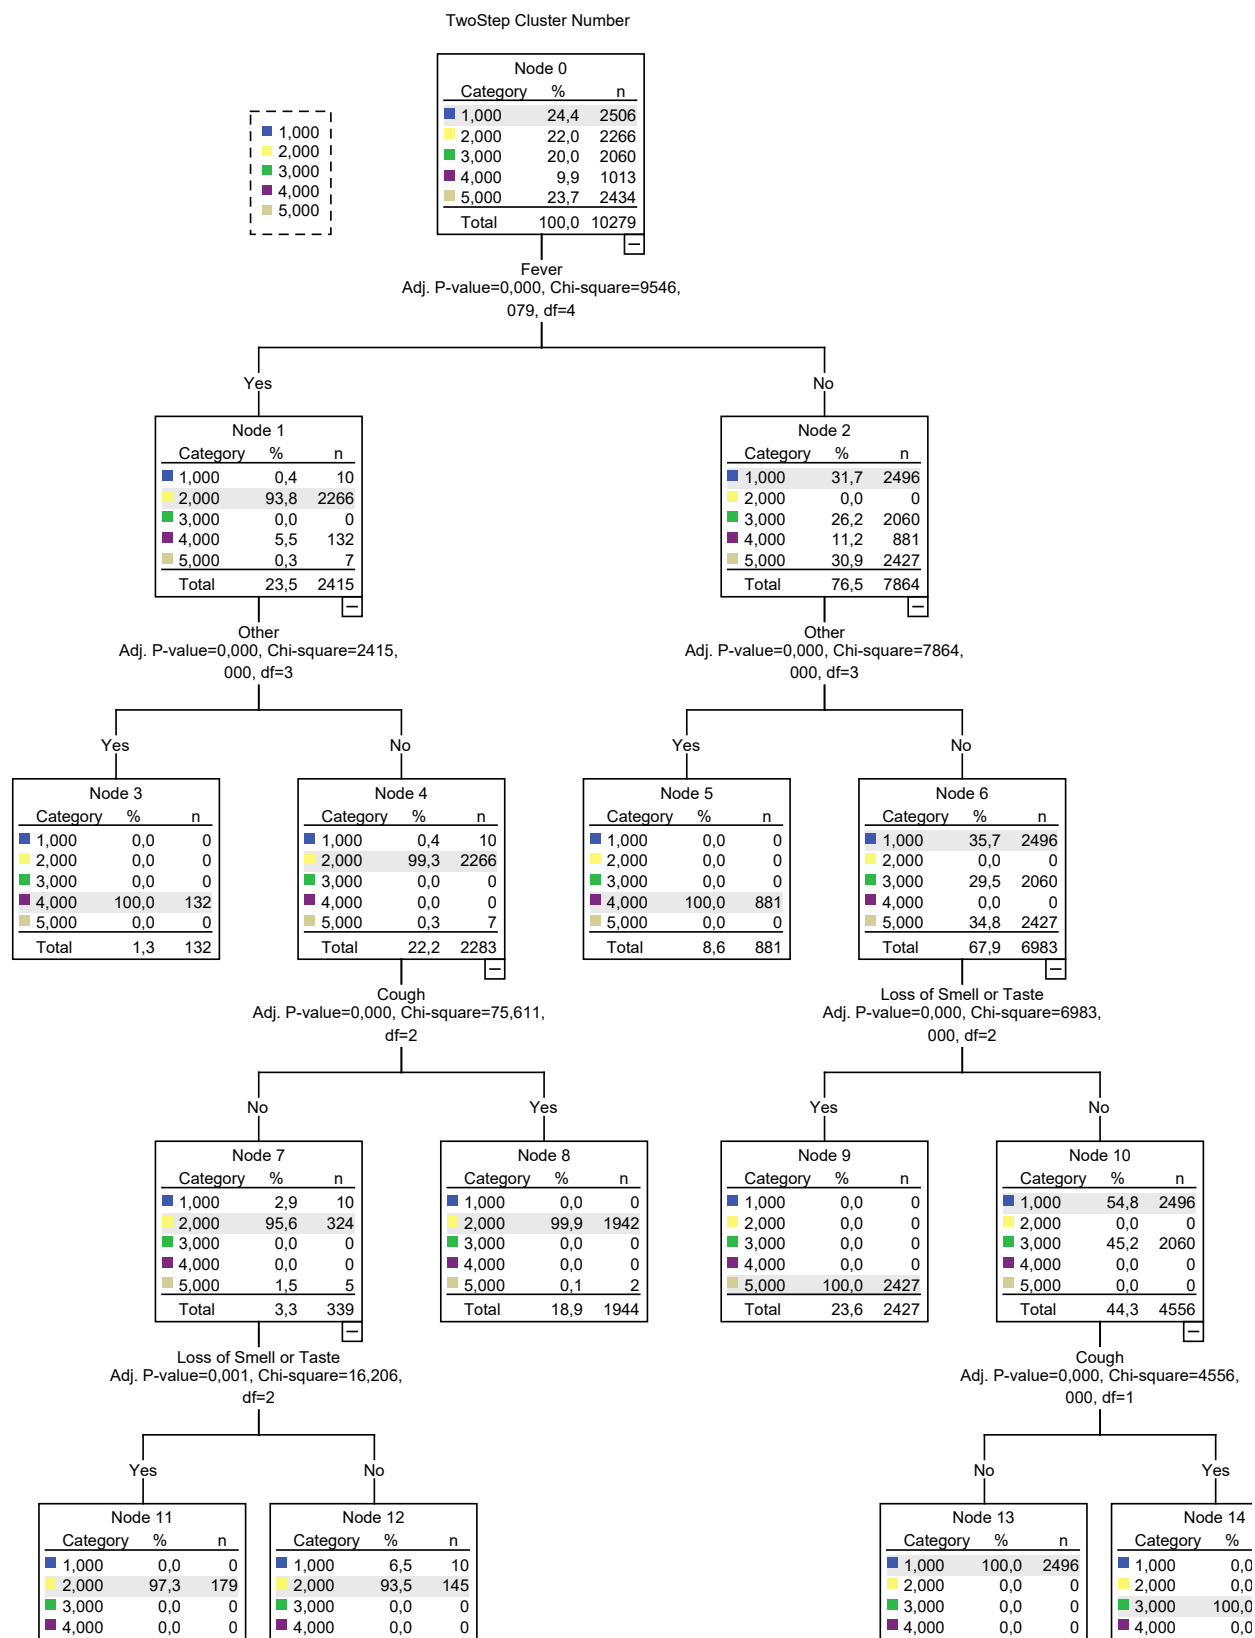 TwoStep Cluster Number
1,000
2,000
3,000
4,000
5,000
Node 0
Category % n
1,000 24,4 2506
2,000 22,0 2266
3,000 20,0 2060
4,000 9,9 1013
5,000 23,7 2434
Total 100,0 10279
Fever
Adj. P-value=0,000, Chi-square=9546,
079, df=4
Yes
No
Node 1
Category % n
1,000 0,4 10
2,000 93,8 2266
3,000 0,0 0
4,000 5,5 132
5,000 0,3 7
Total 23,5 2415
Node 2
Category % n
1,000 31,7 2496
2,000 0,0 0
3,000 26,2 2060
4,000 11,2 881
5,000 30,9 2427
Total 76,5 7864
Other
Adj. P-value=0,000, Chi-square=2415,
000, df=3
Other
Adj. P-value=0,000, Chi-square=7864,
000, df=3
Yes
No
Yes
No
Node 3
Category % n
1,000 0,0 0
2,000 0,0 0
3,000 0,0 0
4,000 100,0 132
5,000 0,0 0
Total 1,3 132
Node 4
Category % n
1,000 0,4 10
2,000 99,3 2266
3,000 0,0 0
4,000 0,0 0
5,000 0,3 7
Total 22,2 2283
Node 5
Category % n
1,000 0,0 0
2,000 0,0 0
3,000 0,0 0
4,000 100,0 881
5,000 0,0 0
Total 8,6 881
Node 6
Category % n
1,000 35,7 2496
2,000 0,0 0
3,000 29,5 2060
4,000 0,0 0
5,000 34,8 2427
Total 67,9 6983
Cough
Adj. P-value=0,000, Chi-square=75,611,
df=2
Loss of Smell or Taste
Adj. P-value=0,000, Chi-square=6983,
000, df=2
No
Yes
Yes
No
Node 7
Category % n
1,000 2,9 10
2,000 95,6 324
3,000 0,0 0
4,000 0,0 0
5,000 1,5 5
Total 3,3 339
Node 8
Category % n
1,000 0,0 0
2,000 99,9 1942
3,000 0,0 0
4,000 0,0 0
5,000 0,1 2
Total 18,9 1944
Node 9
Category % n
1,000 0,0 0
2,000 0,0 0
3,000 0,0 0
4,000 0,0 0
5,000 100,0 2427
Total 23,6 2427
Node 10
Category % n
1,000 54,8 2496
2,000 0,0 0
3,000 45,2 2060
4,000 0,0 0
5,000 0,0 0
Total 44,3 4556
Loss of Smell or Taste
Adj. P-value=0,001, Chi-square=16,206,
df=2
Cough
Adj. P-value=0,000, Chi-square=4556,
000, df=1
Yes
No
No
Yes
Node 11
Category % n
1,000 0,0 0
2,000 97,3 179
3,000 0,0 0
4,000 0,0 0
Node 12
Category % n
1,000 6,5 10
2,000 93,5 145
3,000 0,0 0
4,000 0,0 0
Node 13
Category % n
1,000 100,0 2496
2,000 0,0 0
3,000 0,0 0
4,000 0,0 0
Node 14
Category %
1,000 0,0
2,000 0,0
3,000 100,0
4,000 0,0